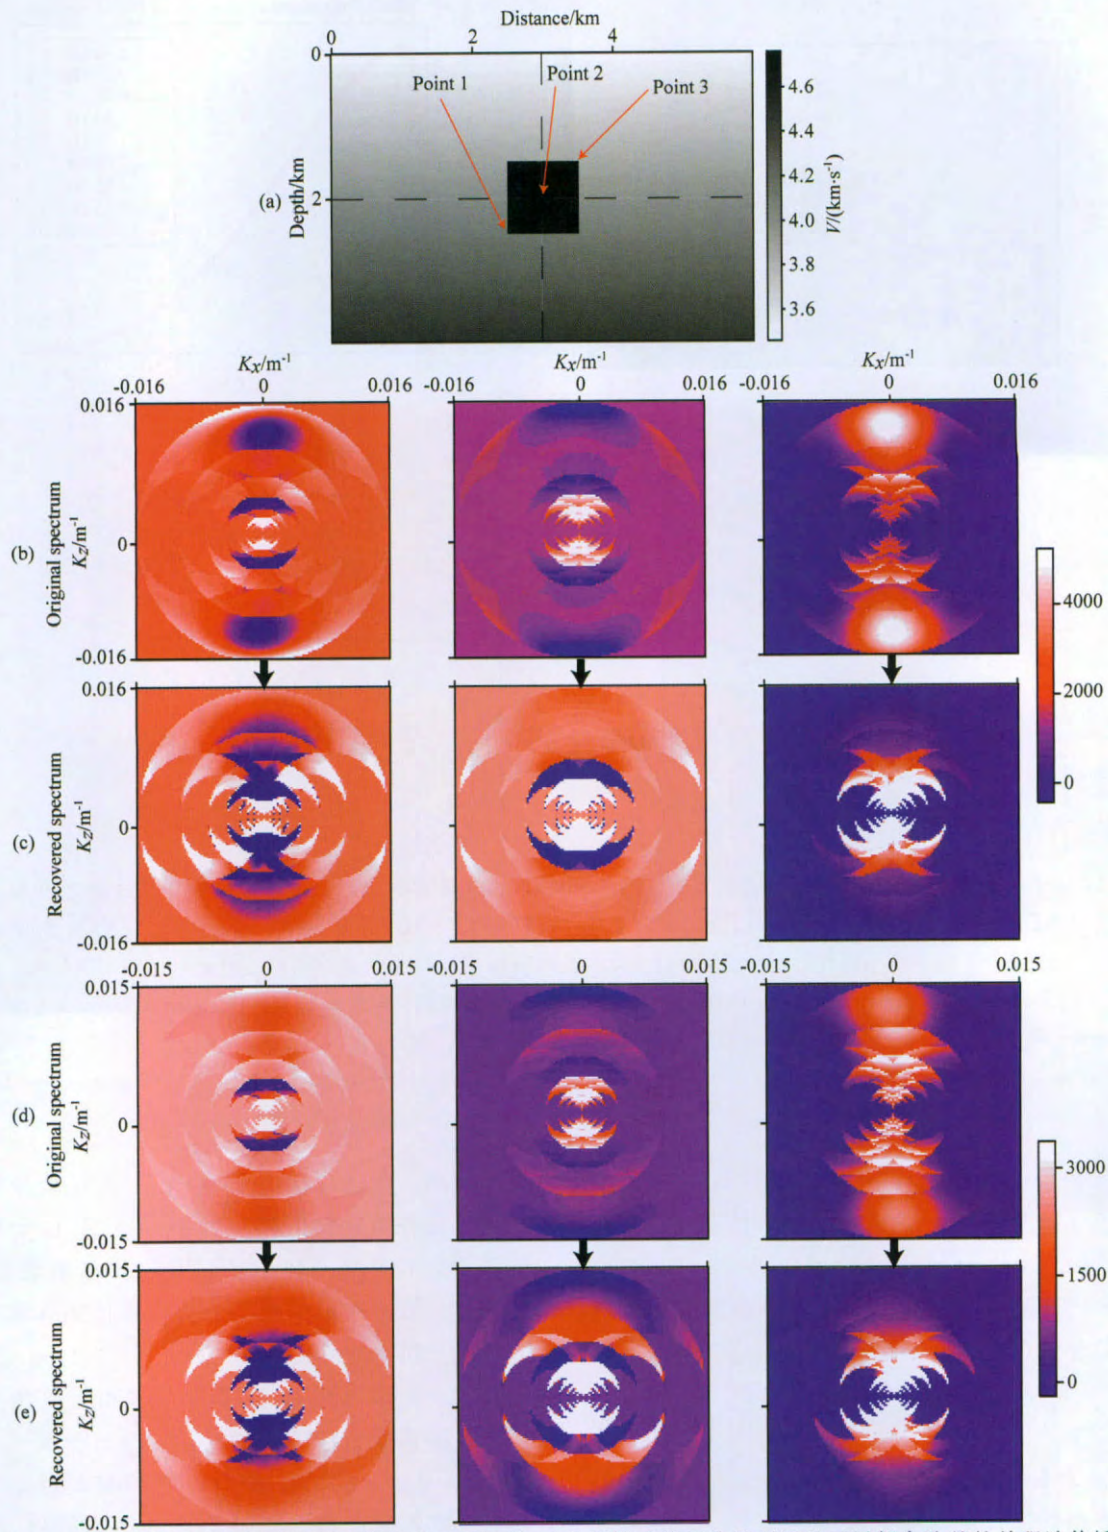 Distance/km
0 2 4
0
Point 1
Point 2
Point 3
(a)
Depth/km
2
4.6
4.4
4.2
4.0
3.8
3.6
V/(km·s⁻¹)
Kx/m⁻¹ Kx/m⁻¹ Kx/m⁻¹
-0.016 0 0.016 -0.016 0 0.016 -0.016 0 0.016
(b)
Original spectrum
Kz/m⁻¹
0.016
0
-0.016
4000
2000
0
(c)
Recovered spectrum
Kz/m⁻¹
0.016
0
-0.016
-0.015 0 0.015 -0.015 0 0.015 -0.015 0 0.015
(d)
Original spectrum
Kz/m⁻¹
0.015
0
-0.015
3000
1500
0
(e)
Recovered spectrum
Kz/m⁻¹
0.015
0
-0.015